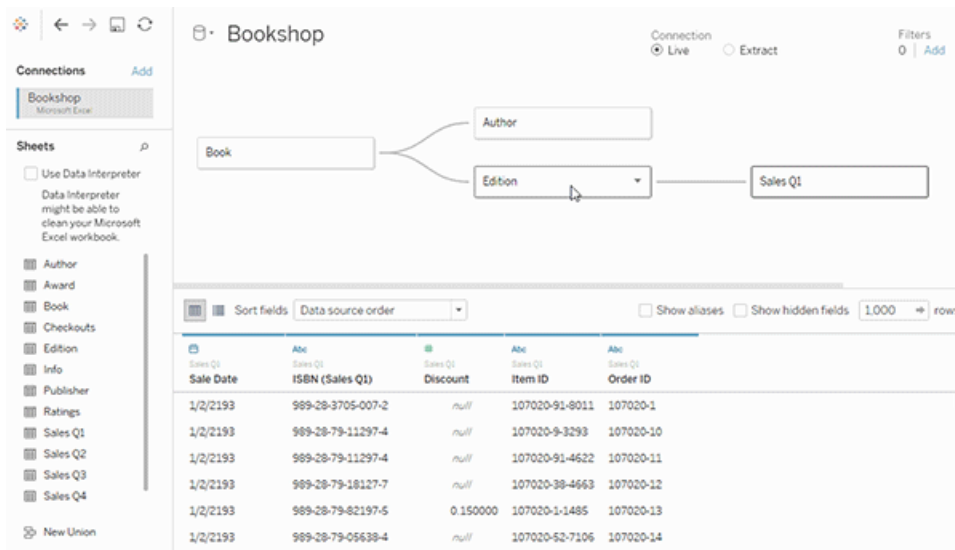 Bookshop
Connection
Live
Extract
Filters
0 | Add
Connections
Add
Bookshop
Microsoft Excel
Sheets
Use Data Interpreter
Data Interpreter
might be able to
clean your Microsoft
Excel workbook.
Author
Award
Book
Checkouts
Edition
Info
Publisher
Ratings
Sales Q1
Sales Q2
Sales Q3
Sales Q4
New Union
Book
Author
Edition
Sales Q1
Sort fields
Data source order
Show aliases
Show hidden fields
1,000
row
Abc Abc Abc
Sales Q1 Sales Q1 Sales Q1 Sales Q1 Sales Q1
Sale Date ISBN (Sales Q1) Discount Item ID Order ID
1/2/2193 989-28-3705-007-2 null 107020-91-8011 107020-1
1/2/2193 989-28-79-11297-4 null 107020-9-3293 107020-10
1/2/2193 989-28-79-11297-4 null 107020-91-4622 107020-11
1/2/2193 989-28-79-18127-7 null 107020-38-4663 107020-12
1/2/2193 989-28-79-82197-5 0.150000 107020-1-1485 107020-13
1/2/2193 989-28-79-05638-4 null 107020-52-7106 107020-14